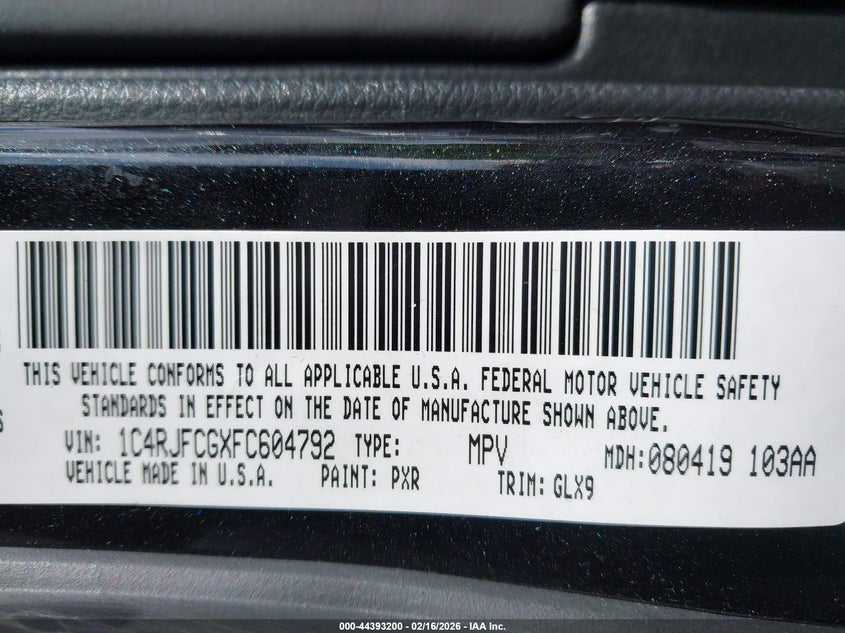 THIS VEHICLE CONFORMS TO ALL APPLICABLE U.S.A. FEDERAL MOTOR VEHICLE SAFETY
STANDARDS IN EFFECT ON THE DATE OF MANUFACTURE SHOWN ABOVE.
VIN: 1C4RJFCGXFC604792 TYPE: MPV MDH:080419 103AA
VEHICLE MADE IN U.S.A. PAINT: PXR TRIM: GLX9
000-44393200 - 02/16/2026 - IAA Inc.